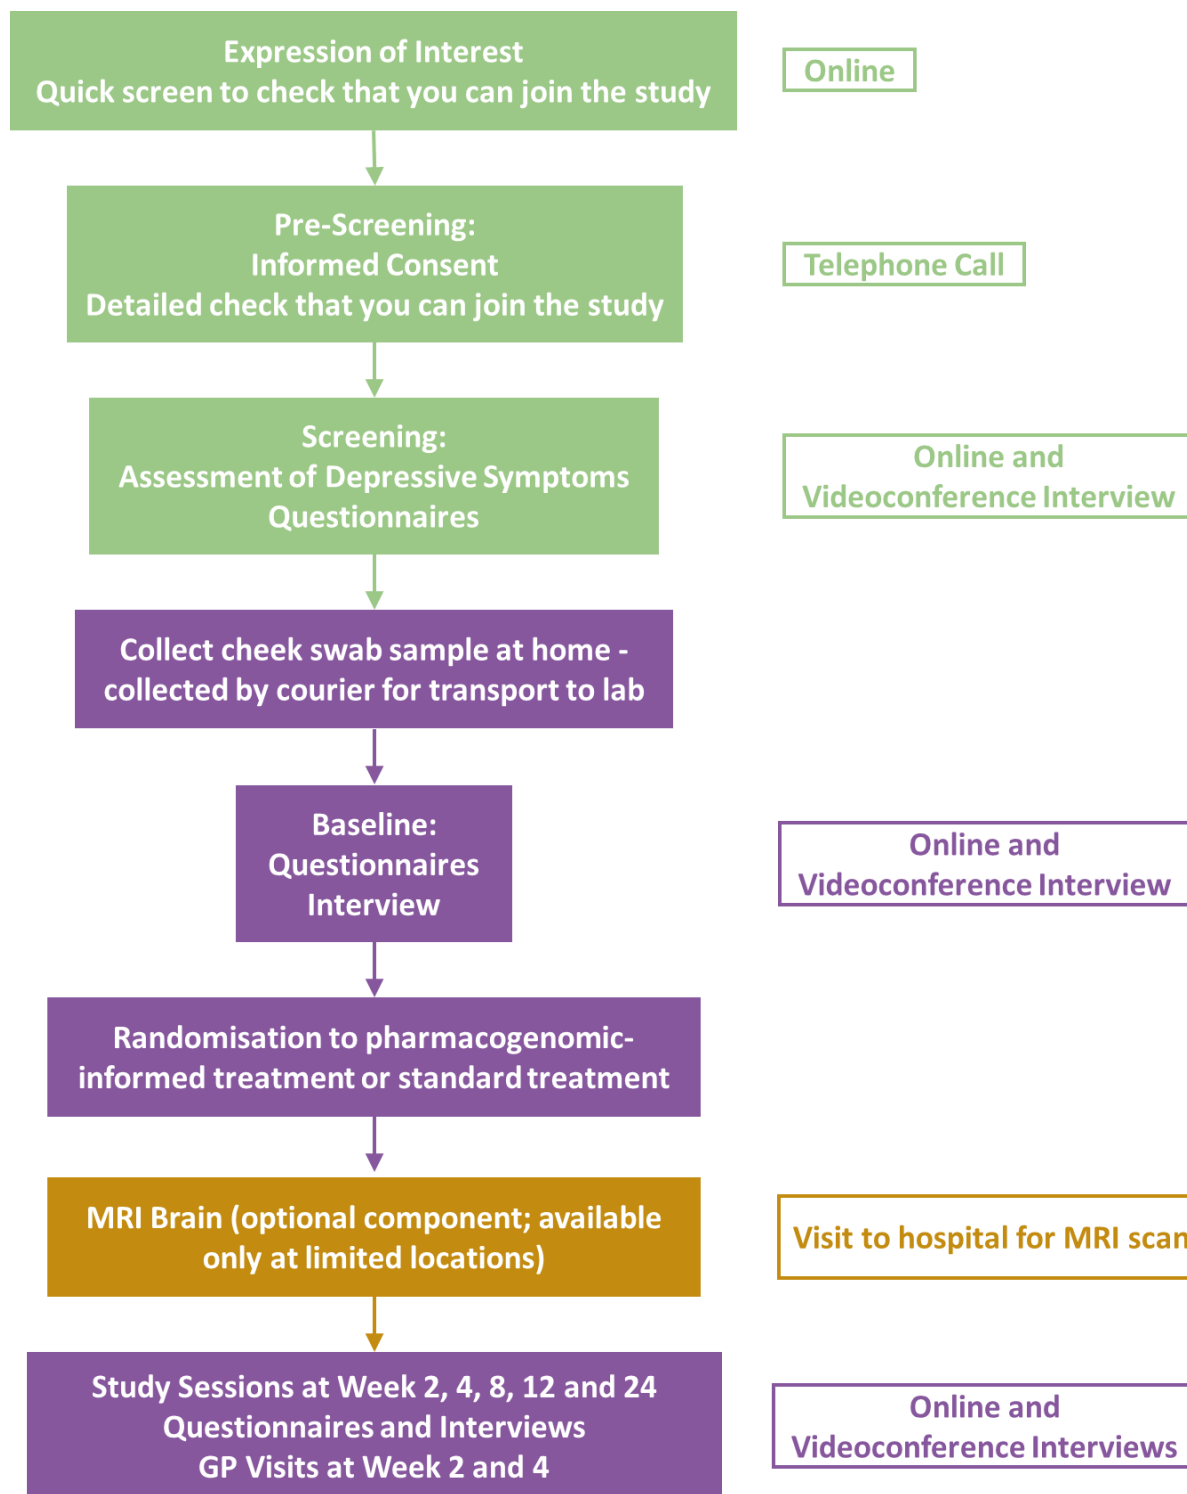 Expression of Interest
Quick screen to check that you can join the study
Online
Pre-Screening:
Informed Consent
Detailed check that you can join the study
Telephone Call
Screening:
Assessment of Depressive Symptoms
Questionnaires
Online and
Videoconference Interview
Collect cheek swab sample at home -
collected by courier for transport to lab
Baseline:
Questionnaires
Interview
Online and
Videoconference Interview
Randomisation to pharmacogenomic-
informed treatment or standard treatment
MRI Brain (optional component; available
only at limited locations)
Visit to hospital for MRI scan
Study Sessions at Week 2, 4, 8, 12 and 24
Questionnaires and Interviews
GP Visits at Week 2 and 4
Online and
Videoconference Interviews